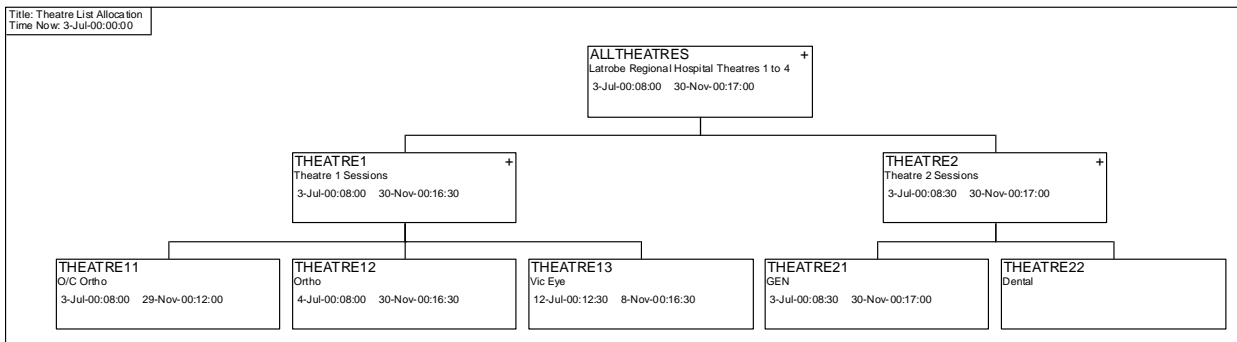 Title: Theatre List Allocation
Time Now: 3-Jul-00:00:00
ALLTHEATRES +
Latrobe Regional Hospital Theatres 1 to 4
3-Jul-00:08:00 30-Nov-00:17:00
THEATRE1 +
Theatre 1 Sessions
3-Jul-00:08:00 30-Nov-00:16:30
THEATRE2 +
Theatre 2 Sessions
3-Jul-00:08:30 30-Nov-00:17:00
THEATRE11
O/C Ortho
3-Jul-00:08:00 29-Nov-00:12:00
THEATRE12
Ortho
4-Jul-00:08:00 30-Nov-00:16:30
THEATRE13
Vic Eye
12-Jul-00:12:30 8-Nov-00:16:30
THEATRE21
GEN
3-Jul-00:08:30 30-Nov-00:17:00
THEATRE22
Dental